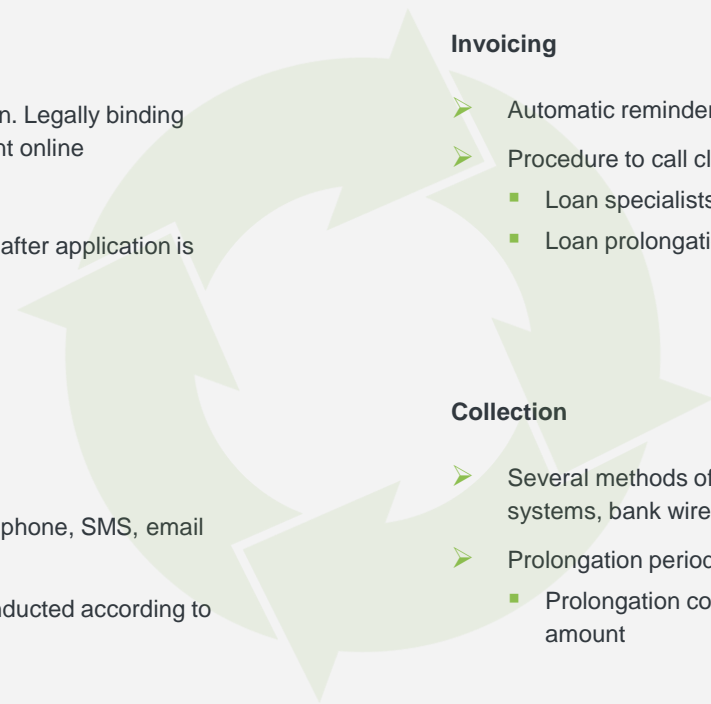 n. Legally binding
nt online
after application is
phone, SMS, email
nducted according to
Invoicing
Automatic reminder
Procedure to call cl
Loan specialists
Loan prolongati
Collection
Several methods of
systems, bank wire
Prolongation period
Prolongation co
amount